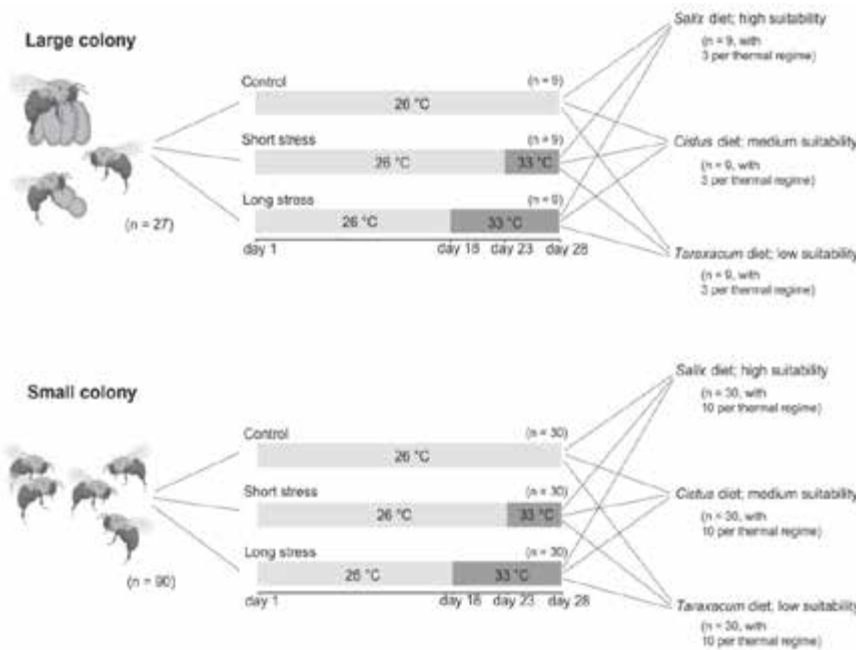 Large colony
(n = 27)
Control
(n = 9)
26 °C
Short stress
(n = 9)
26 °C
33 °C
Long stress
(n = 9)
26 °C
33 °C
day 1
day 18
day 23
day 28
Salix diet; high suitability
(n = 9, with
3 per thermal regime)
Cistus diet; medium suitability
(n = 9, with
3 per thermal regime)
Taraxacum diet; low suitability
(n = 9, with
3 per thermal regime)
Small colony
(n = 90)
Control
(n = 30)
26 °C
Short stress
(n = 30)
26 °C
33 °C
Long stress
(n = 30)
26 °C
33 °C
day 1
day 18
day 23
day 28
Salix diet; high suitability
(n = 30, with
10 per thermal regime)
Cistus diet; medium suitability
(n = 30, with
10 per thermal regime)
Taraxacum diet, low suitability
(n = 30, with
10 per thermal regime)